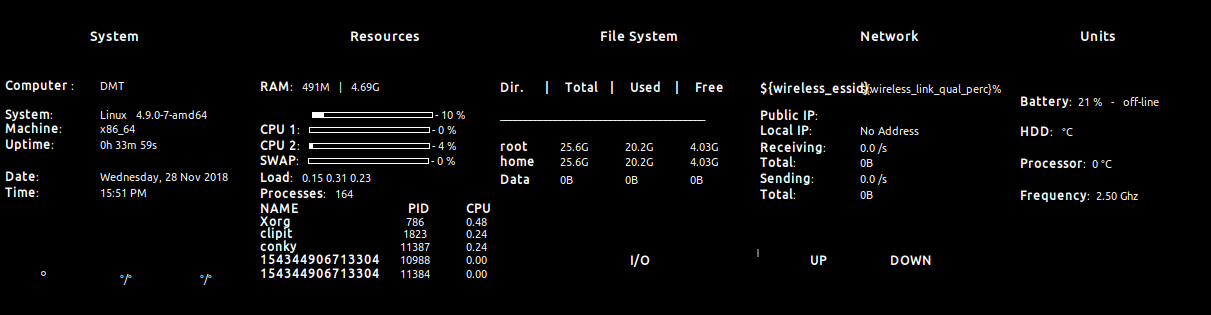 System
Computer : DMT
System: Linux 4.9.0-7-amd64
Machine: x86_64
Uptime: 0h 33m 59s
Date: Wednesday, 28 Nov 2018
Time: 15:51 PM
° °/° °/°
Resources
RAM: 491M | 4.69G
- 10 %
CPU 1: - 0 %
CPU 2: - 4 %
SWAP: - 0 %
Load: 0.15 0.31 0.23
Processes: 164
NAME PID CPU
Xorg 786 0.48
clipit 1823 0.24
conky 11387 0.24
154344906713304 10988 0.00
154344906713304 11384 0.00
File System
Dir. | Total | Used | Free
root 25.6G 20.2G 4.03G
home 25.6G 20.2G 4.03G
Data 0B 0B 0B
I/O
Network
${wireless_essid} ${wireless_link_qual_perc}%
Public IP:
Local IP: No Address
Receiving: 0.0 /s
Total: 0B
Sending: 0.0 /s
Total: 0B
UP DOWN
Units
Battery: 21 % - off-line
HDD: °C
Processor: 0 °C
Frequency: 2.50 Ghz